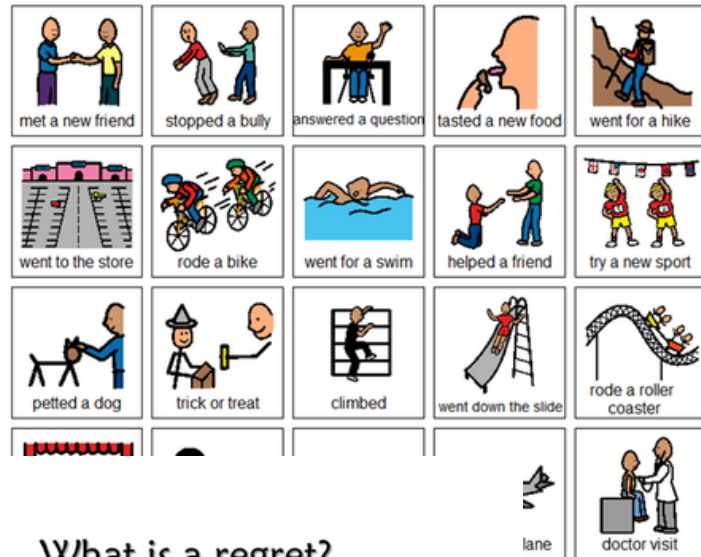 met a new friend
stopped a bully
answered a question
tasted a new food
went for a hike
went to the store
rode a bike
went for a swim
helped a friend
try a new sport
petted a dog
trick or treat
climbed
went down the slide
rode a roller
coaster
lane
doctor visit
What is a regret?